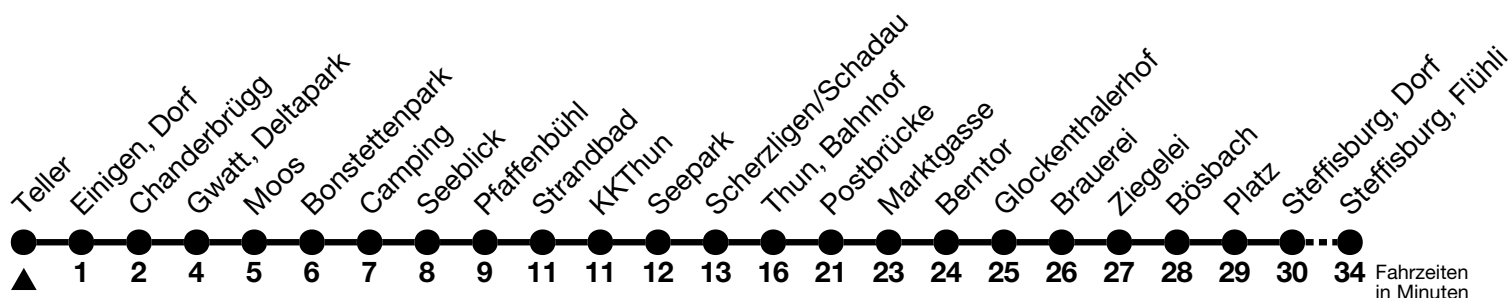 Teller
Einigen, Dorf
Chanderbrügg
Gwatt, Deltapark
Moos
Bonstettenpark
Camping
Seeblick
Pfaffenbühl
Strandbad
KKThun
Seepark
Scherzligen/Schadau
Thun, Bahnhof
Postbrücke
Marktgasse
Berntor
Glockenthalerhof
Brauerei
Ziegelei
Bösbach
Platz
Steffisburg, Dorf
Steffisburg, Flühli
1 2 4 5 6 7 8 9 11 11 12 13 16 21 23 24 25 26 27 28 29 30 34
Fahrzeiten
in Minuten